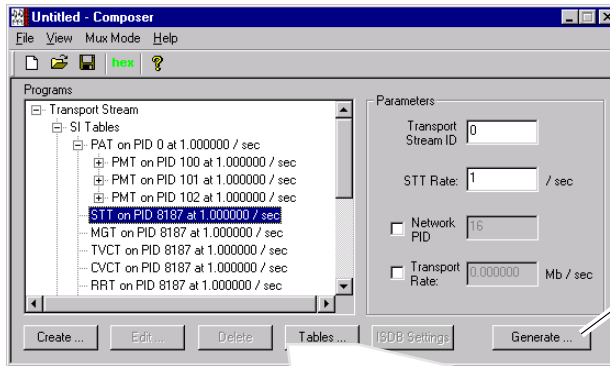 Untitled - Composer
File View Mux Mode Help
hex ?
Programs
Transport Stream
SI Tables
PAT on PID 0 at 1.000000 / sec
PMT on PID 100 at 1.000000 / sec
PMT on PID 101 at 1.000000 / sec
PMT on PID 102 at 1.000000 / sec
STT on PID 8187 at 1.000000 / sec
MGT on PID 8187 at 1.000000 / sec
TVCT on PID 8187 at 1.000000 / sec
CVCT on PID 8187 at 1.000000 / sec
RRT on PID 8187 at 1.000000 / sec
Parameters
Transport Stream ID 0
STT Rate: 1 / sec
Network PID 16
Transport Rate: 0.000000 Mb / sec
Create ... Edit ... Delete Tables ... ISDB Settings Generate ...